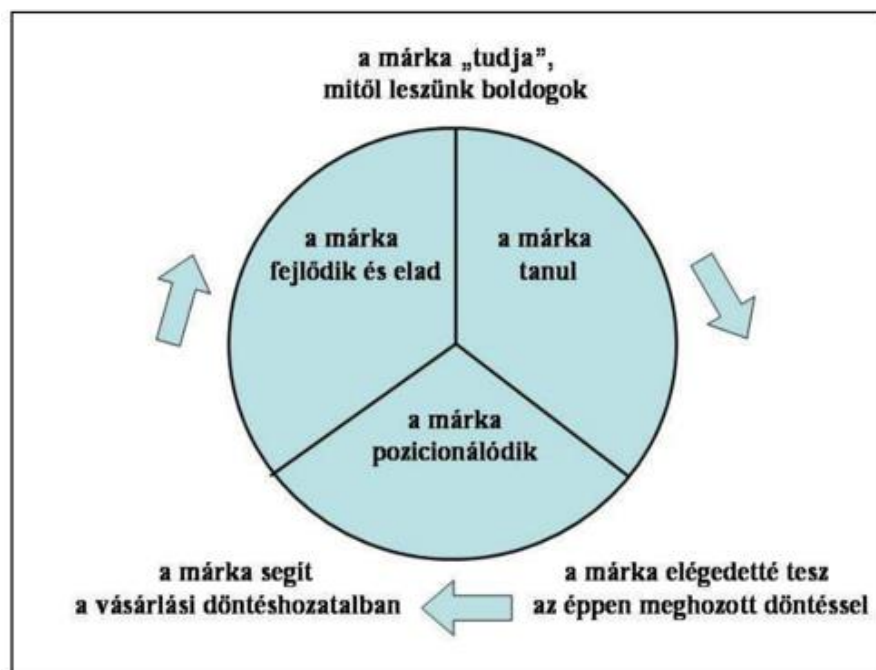 a márka „tudja”,
mitől leszünk boldogok
a márka
fejlődik és elad
a márka
tanul
a márka
pozicionálódik
a márka segít
a vásárlási döntéshozatalban
a márka elégedetté tesz
az éppen meghozott döntéssel